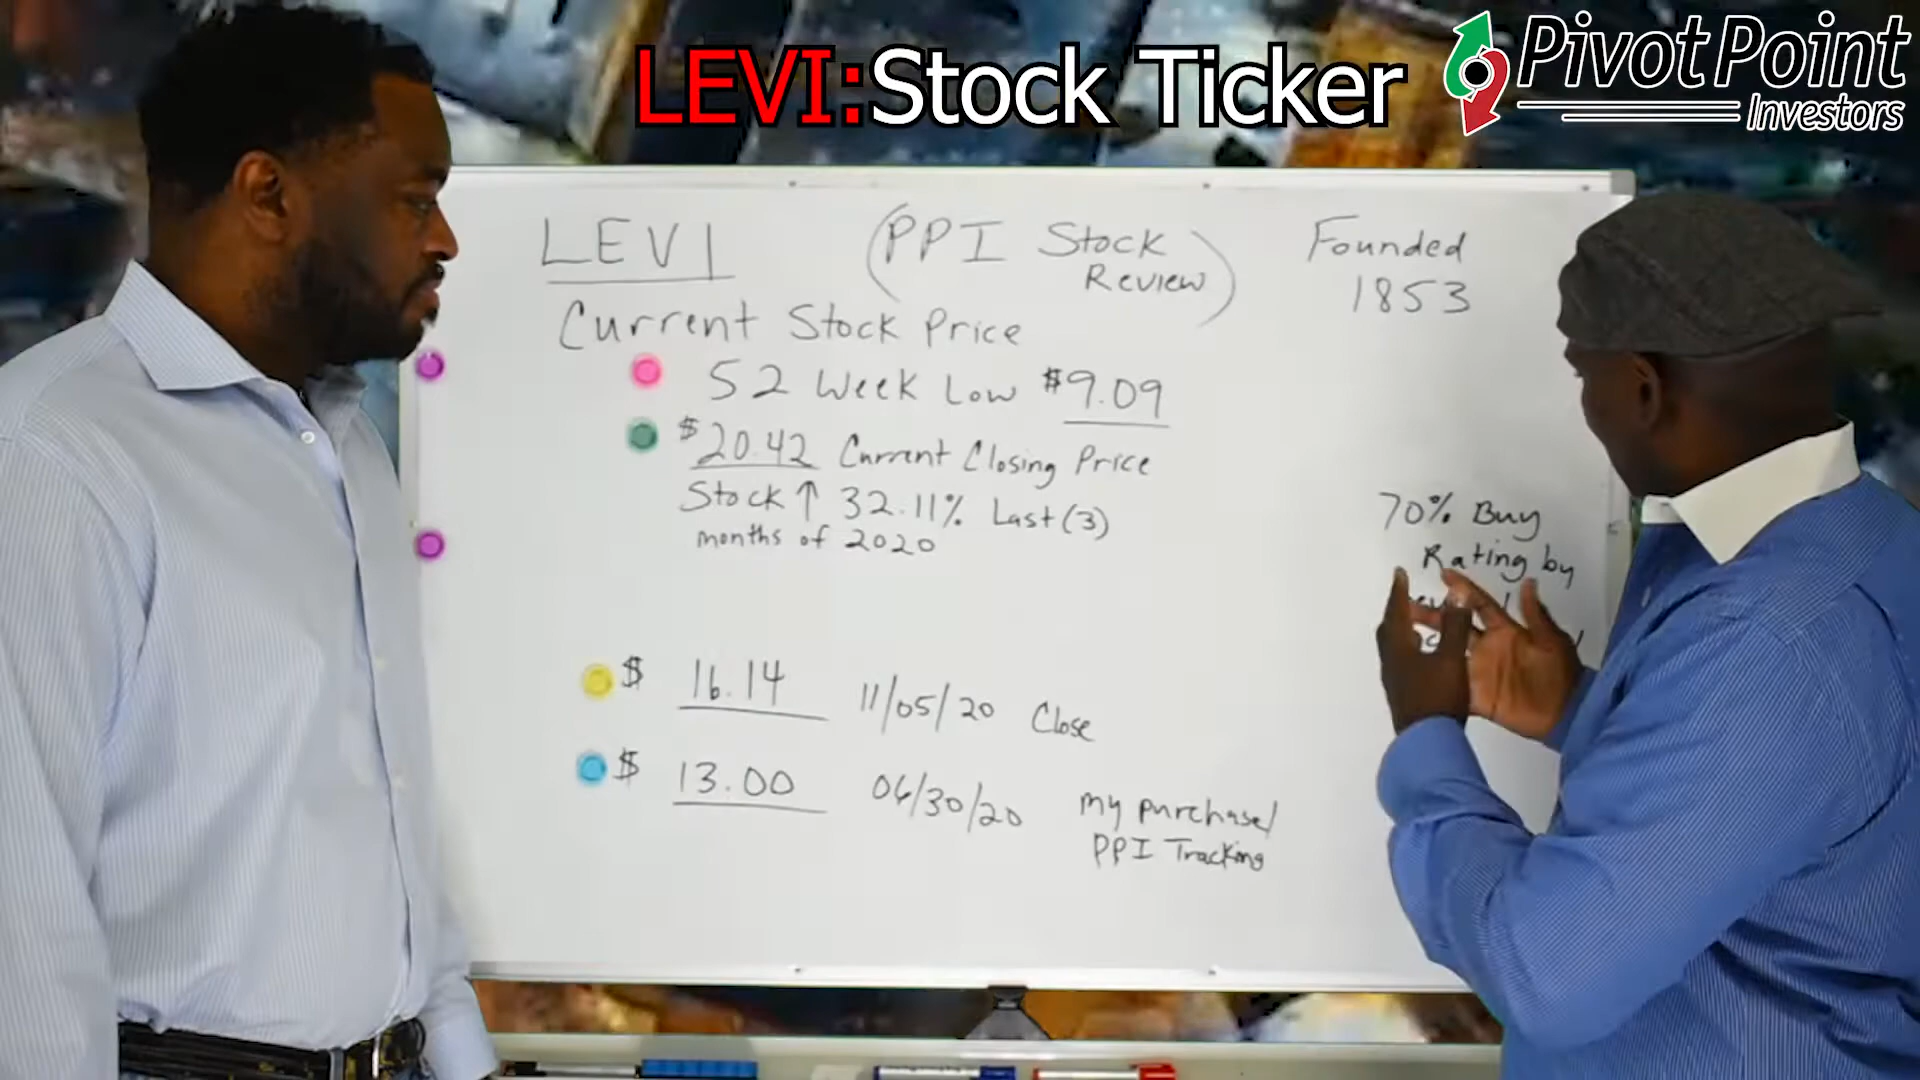 LEVI:Stock Ticker
Pivot Point
Investors
LEVI
(PPI Stock
Review)
Founded
1853
Current Stock Price
52 Week Low $9.09
$20.42 Current Closing Price
Stock ↑ 32.11% Last (3)
months of 2020
70% Buy
Rating by
$ 16.14 11/05/20 Close
$ 13.00 06/30/20 my purchase/
PPI Tracking